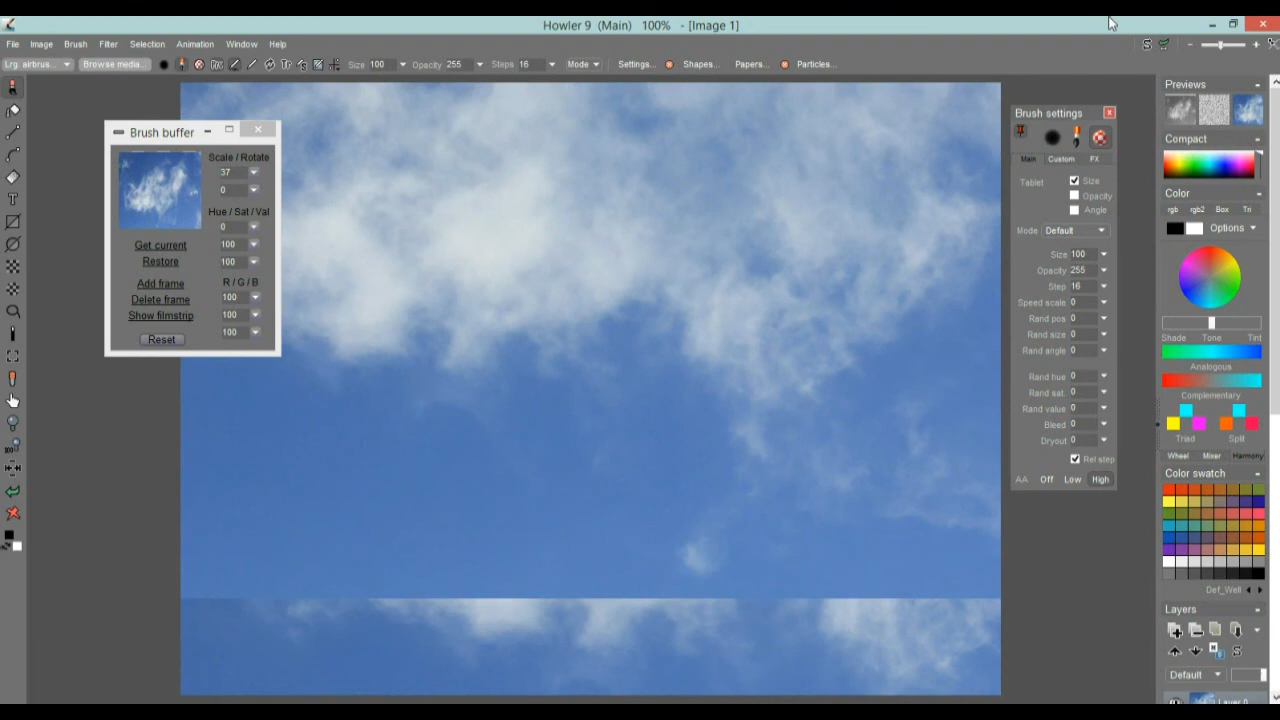 Howler 9 (Main) 100% - [Image 1]
File Image Brush Filter Selection Animation Window Help
Lrg. airbrus... Browse media... Size 100 Opacity 255 Steps 16 Mode Settings... Shapes... Papers... Particles...
Brush buffer
Scale / Rotate
37
0
Hue / Sat / Val
0
Get current 100
Restore 100
Add frame R / G / B
Delete frame 100
Show filmstrip 100
Reset 100
Brush settings
Main Custom FX
Tablet Size
Opacity
Angle
Mode Default
Size 100
Opacity 255
Step 16
Speed scale 0
Rand pos 0
Rand size 0
Rand angle 0
Rand hue 0
Rand sat. 0
Rand value 0
Bleed 0
Dryout 0
Rel step
AA Off Low High
Previews
Compact
Color
rgb rgb2 Box Tri
Options
Shade Tone Tint
Analogous
Complementary
Triad Split
Wheel Mixer Harmony
Color swatch
Def_Well
Layers
Default
Layer 0